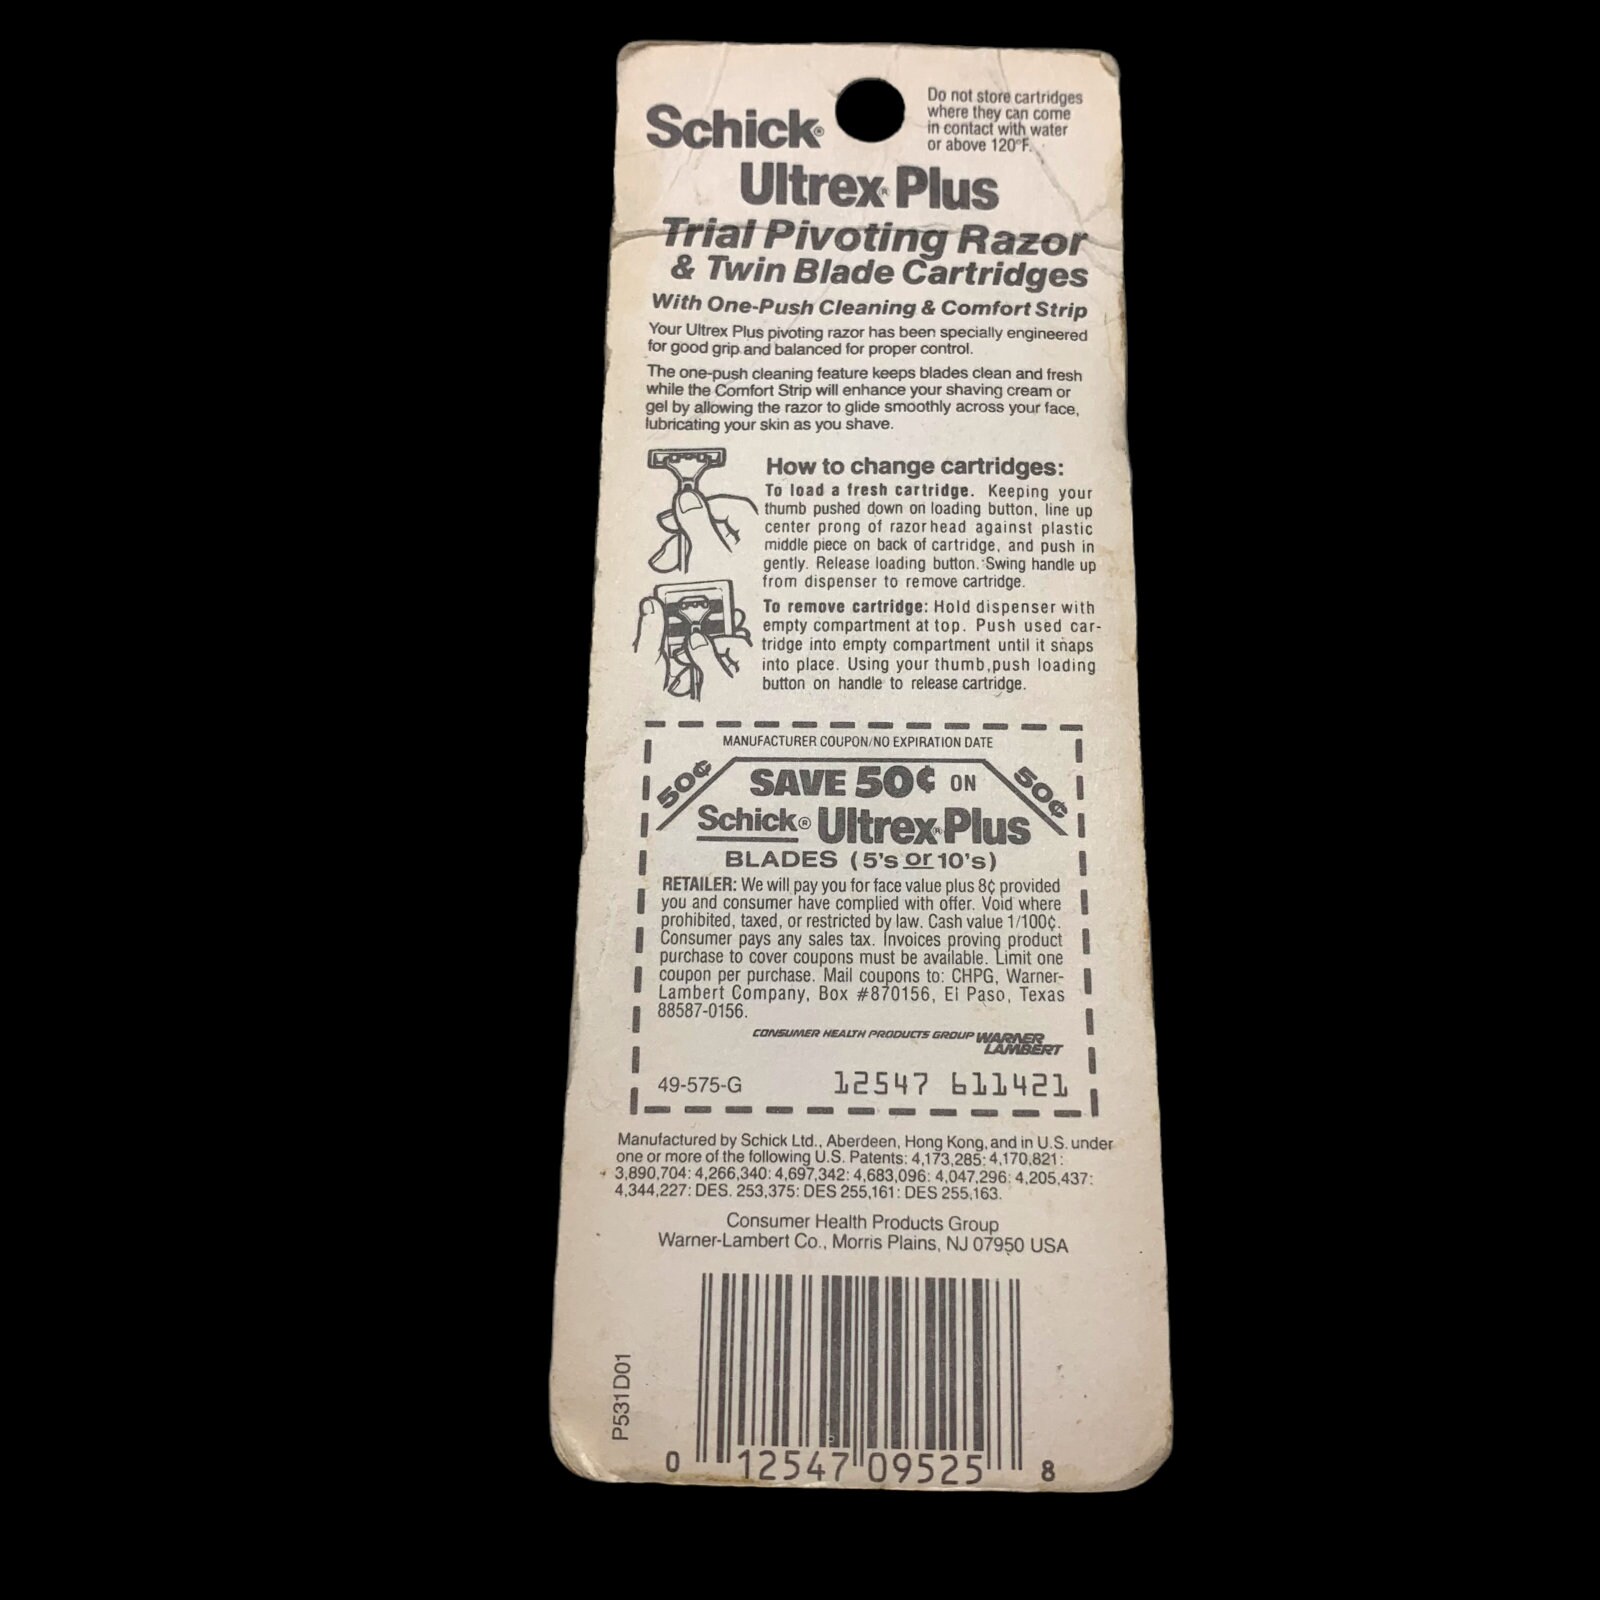 Schick®
Do not store cartridges
where they can come
in contact with water
or above 120°F.
Ultrex® Plus
Trial Pivoting Razor
& Twin Blade Cartridges
With One-Push Cleaning & Comfort Strip
Your Ultrex Plus pivoting razor has been specially engineered
for good grip and balanced for proper control.
The one-push cleaning feature keeps blades clean and fresh
while the Comfort Strip will enhance your shaving cream or
gel by allowing the razor to glide smoothly across your face,
lubricating your skin as you shave.
How to change cartridges:
To load a fresh cartridge. Keeping your
thumb pushed down on loading button, line up
center prong of razor head against plastic
middle piece on back of cartridge, and push in
gently. Release loading button. Swing handle up
from dispenser to remove cartridge.
To remove cartridge: Hold dispenser with
empty compartment at top. Push used car-
tridge into empty compartment until it snaps
into place. Using your thumb, push loading
button on handle to release cartridge.
MANUFACTURER COUPON/NO EXPIRATION DATE
50¢ SAVE 50¢ ON 50¢
Schick® Ultrex® Plus
BLADES (5's or 10's)
RETAILER: We will pay you for face value plus 8¢ provided
you and consumer have complied with offer. Void where
prohibited, taxed, or restricted by law. Cash value 1/100¢.
Consumer pays any sales tax. Invoices proving product
purchase to cover coupons must be available. Limit one
coupon per purchase. Mail coupons to: CHPG, Warner-
Lambert Company, Box #870156, El Paso, Texas
88587-0156.
CONSUMER HEALTH PRODUCTS GROUP WARNER
LAMBERT
49-575-G 12547 611421
Manufactured by Schick Ltd., Aberdeen, Hong Kong, and in U.S. under
one or more of the following U.S. Patents: 4,173,285: 4,170,821:
3,890,704: 4,266,340: 4,697,342: 4,683,096: 4,047,296: 4,205,437:
4,344,227: DES. 253,375: DES 255,161: DES 255,163.
Consumer Health Products Group
Warner-Lambert Co., Morris Plains, NJ 07950 USA
P531D01
0 12547 09525 8